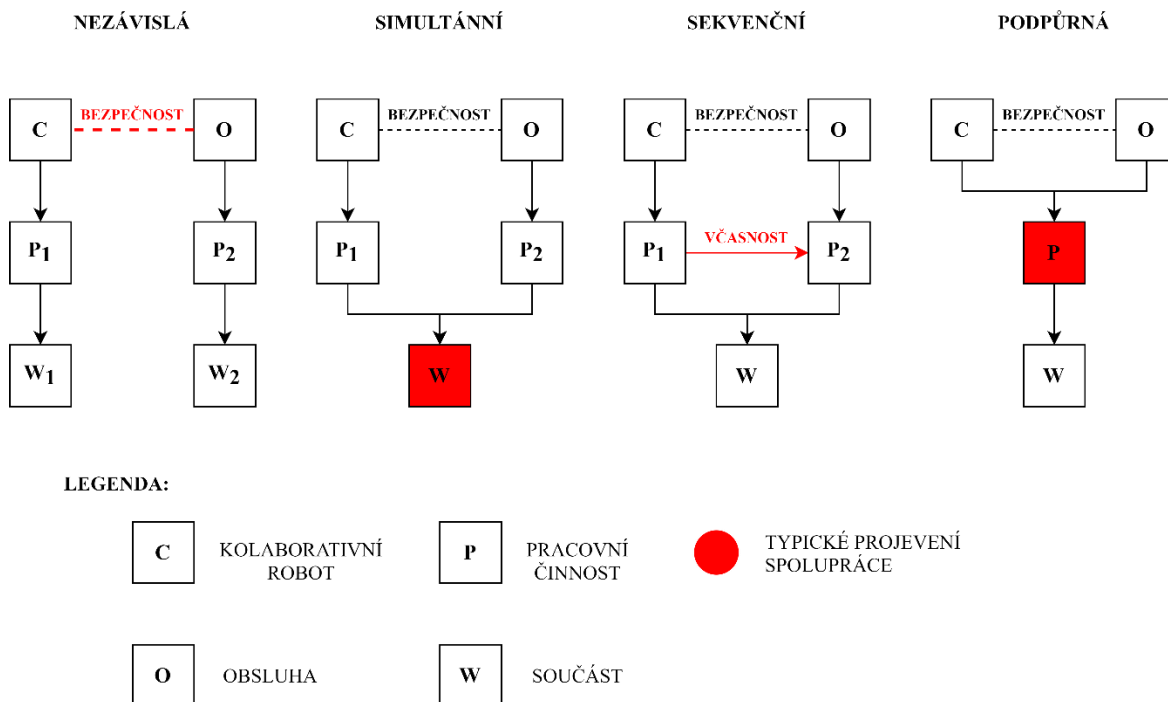 NEZÁVISLÁ
SIMULTÁNNÍ
SEKVENČNÍ
PODPŮRNÁ
C
BEZPEČNOST
O
C
BEZPEČNOST
O
C
BEZPEČNOST
O
C
BEZPEČNOST
O
P1
P2
P1
P2
P1
VČASNOST
P2
P
W1
W2
W
W
W
LEGENDA:
C
KOLABORATIVNÍ
ROBOT
P
PRACOVNÍ
ČINNOST
TYPICKÉ PROJEVENÍ
SPOLUPRÁCE
O
OBSLUHA
W
SOUČÁST